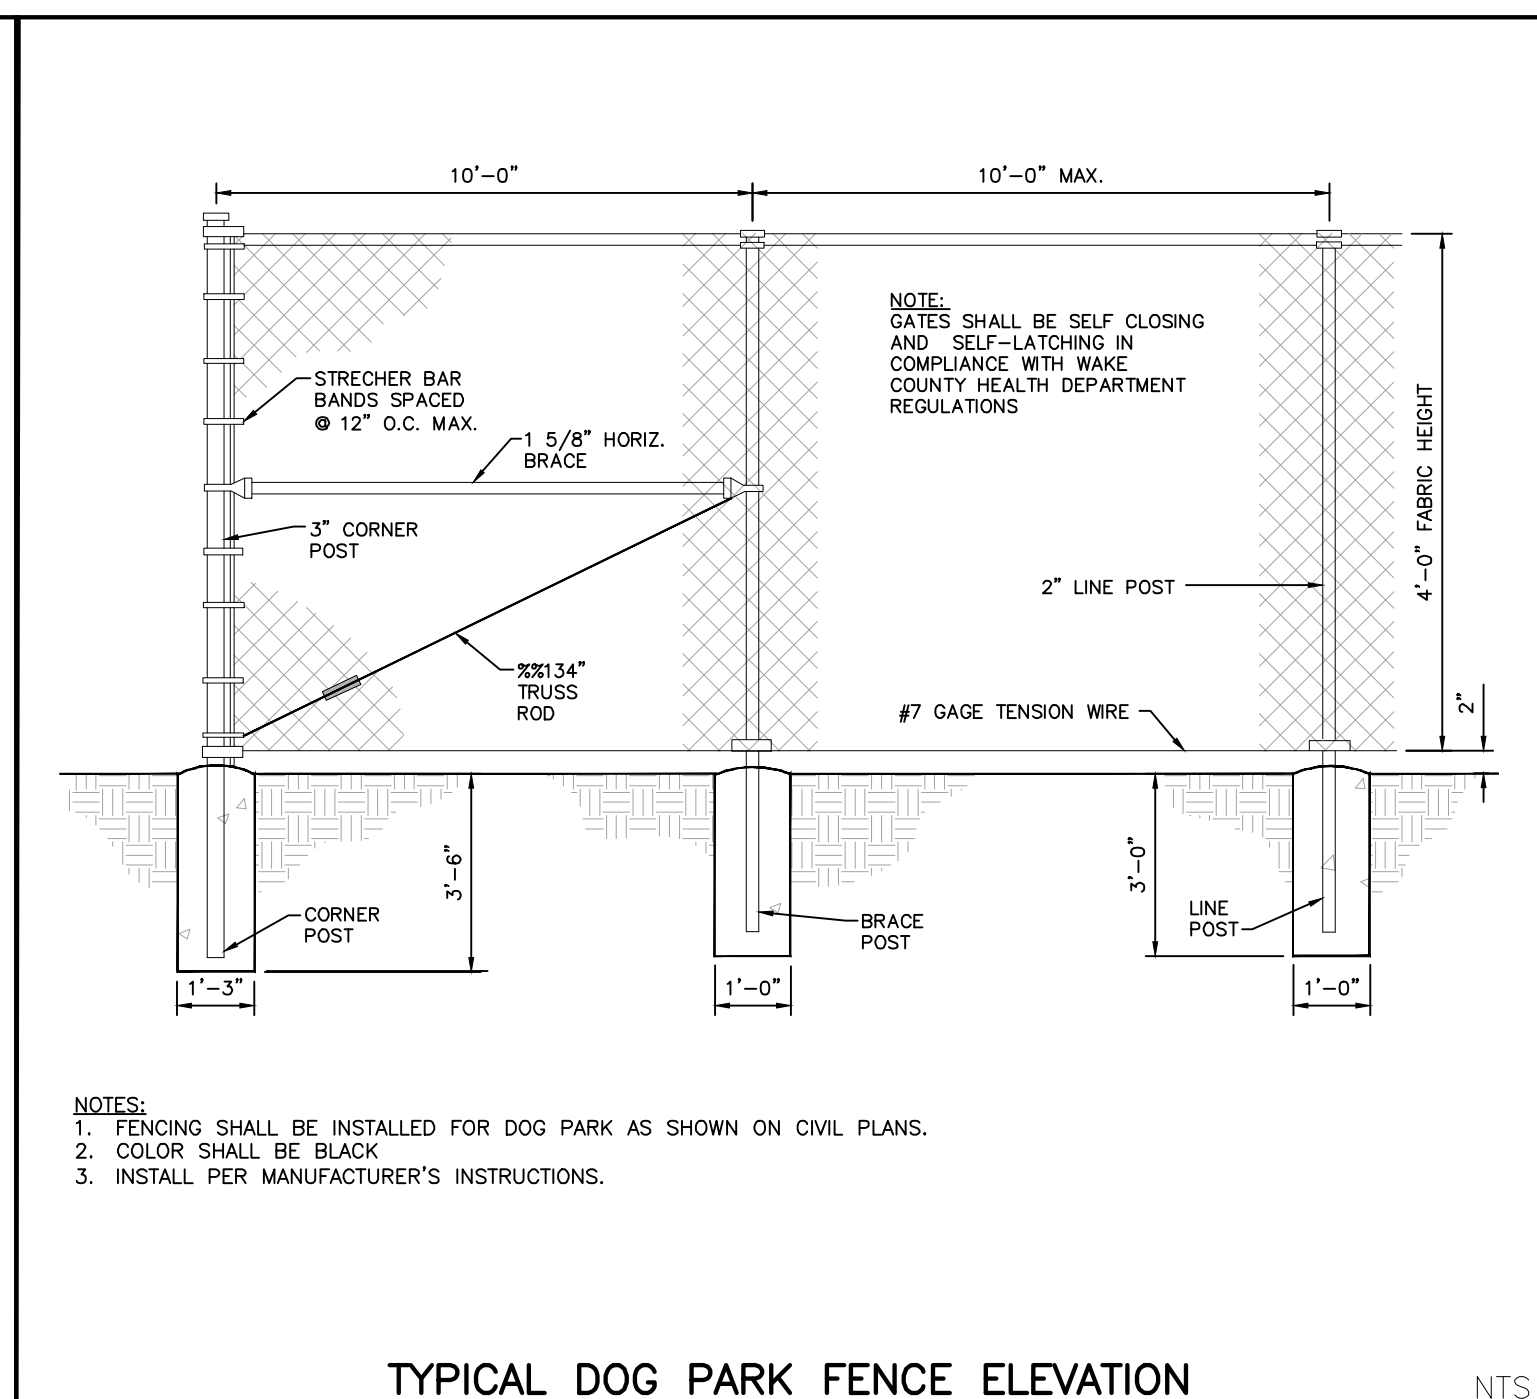 10'-0"
10'-0" MAX.
NOTE:
GATES SHALL BE SELF CLOSING
AND SELF-LATCHING IN
COMPLIANCE WITH WAKE
COUNTY HEALTH DEPARTMENT
REGULATIONS
STRECHER BAR
BANDS SPACED
@ 12" O.C. MAX.
1 5/8" HORIZ.
BRACE
4'-0" FABRIC HEIGHT
3" CORNER
POST
2" LINE POST
%%134"
TRUSS
ROD
#7 GAGE TENSION WIRE
2"
3'-6"
3'-0"
CORNER
POST
BRACE
POST
LINE
POST
1'-3"
1'-0"
1'-0"
NOTES:
1. FENCING SHALL BE INSTALLED FOR DOG PARK AS SHOWN ON CIVIL PLANS.
2. COLOR SHALL BE BLACK
3. INSTALL PER MANUFACTURER'S INSTRUCTIONS.
TYPICAL DOG PARK FENCE ELEVATION
NTS